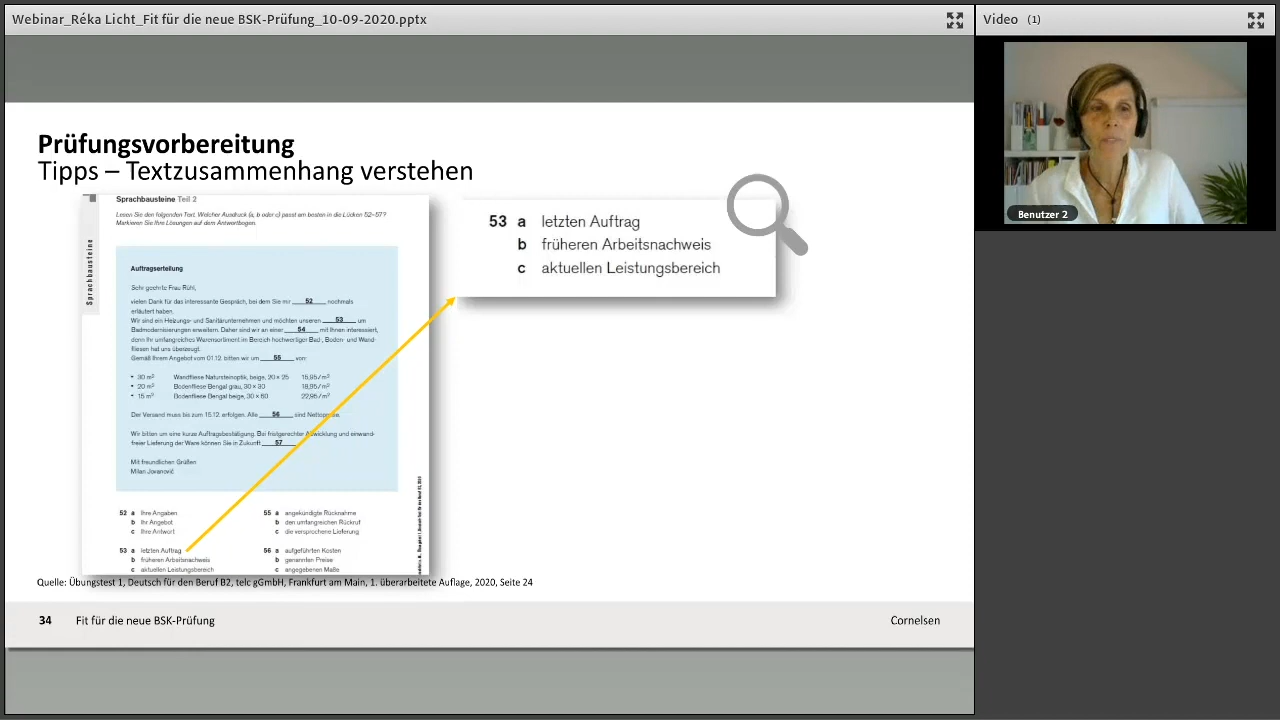 Webinar_Réka Licht_Fit für die neue BSK-Prüfung_10-09-2020.pptx
Video (1)
Benutzer 2
Prüfungsvorbereitung
Tipps – Textzusammenhang verstehen
Sprachbausteine Teil 2
Lesen Sie den folgenden Text. Welcher Ausdruck (a, b oder c) passt am besten in die Lücken 52–57?
Markieren Sie Ihre Lösungen auf dem Antwortbogen.
Sprachbausteine
Auftragserteilung
Sehr geehrte Frau Rühl,
vielen Dank für das interessante Gespräch, bei dem Sie mir 52 nochmals
erläutert haben.
Wir sind ein Heizungs- und Sanitärunternehmen und möchten unseren 53 um
Badmodernisierungen erweitern. Daher sind wir an einer 54 mit Ihnen interessiert,
denn Ihr umfangreiches Warensortiment im Bereich hochwertiger Bad-, Boden- und Wand-
fliesen hat uns überzeugt.
Gemäß Ihrem Angebot vom 01.12. bitten wir um 55 von:
• 30 m² Wandfliese Natursteinoptik, beige, 20 × 25 15,95/m²
• 20 m² Bodenfliese Bengal grau, 30 × 30 18,95/m²
• 15 m² Bodenfliese Bengal beige, 30 × 60 22,95/m²
Der Versand muss bis zum 15.12. erfolgen. Alle 56 sind Nettopreise.
Wir bitten um eine kurze Auftragsbestätigung. Bei fristgerechter Abwicklung und einwand-
freier Lieferung der Ware können Sie in Zukunft 57
Mit freundlichen Grüßen
Milan Jovanović
52 a Ihre Angaben
b Ihr Angebot
c Ihre Antwort
53 a letzten Auftrag
b früheren Arbeitsnachweis
c aktuellen Leistungsbereich
55 a angekündigte Rücknahme
b den umfangreichen Rückruf
c die versprochene Lieferung
56 a aufgeführten Kosten
b genannten Preise
c angegebenen Maße
53 a letzten Auftrag
b früheren Arbeitsnachweis
c aktuellen Leistungsbereich
Quelle: Übungstest 1, Deutsch für den Beruf B2, telc gGmbH, Frankfurt am Main, 1. überarbeitete Auflage, 2020, Seite 24
34 Fit für die neue BSK-Prüfung
Cornelsen